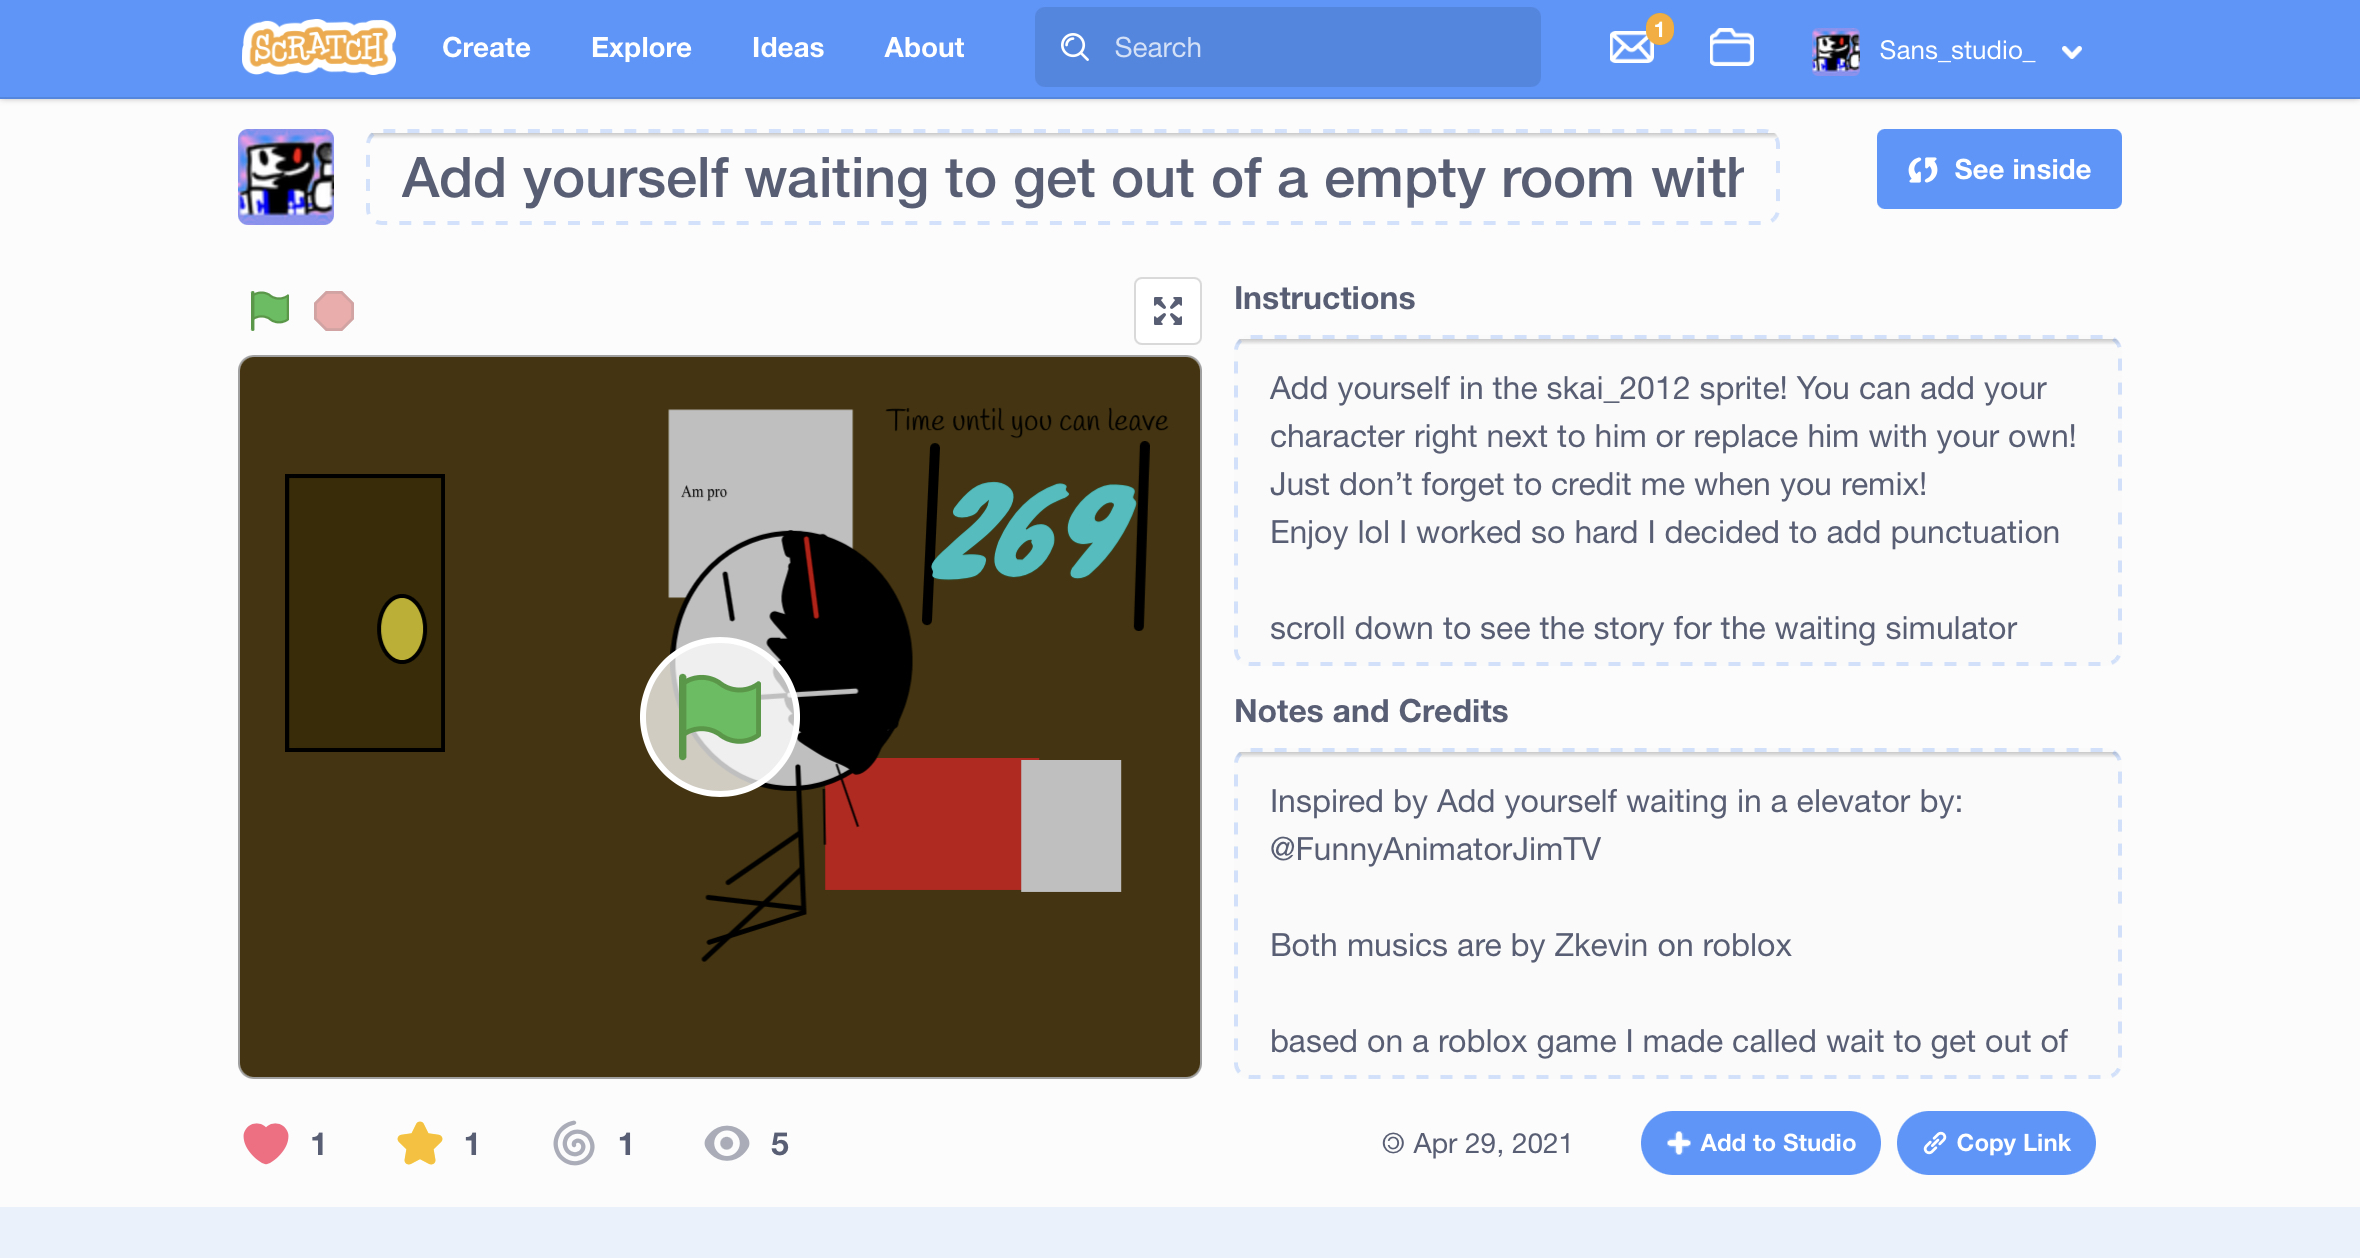 SCRATCH Create Explore Ideas About Search 1 Sans_studio_
Add yourself waiting to get out of a empty room with
See inside
Instructions
Add yourself in the skai_2012 sprite! You can add your
character right next to him or replace him with your own!
Just don’t forget to credit me when you remix!
Enjoy lol I worked so hard I decided to add punctuation
scroll down to see the story for the waiting simulator
Time until you can leave
Am pro
269
Notes and Credits
Inspired by Add yourself waiting in a elevator by:
@FunnyAnimatorJimTV
Both musics are by Zkevin on roblox
based on a roblox game I made called wait to get out of
1 1 1 5
Apr 29, 2021
Add to Studio
Copy Link